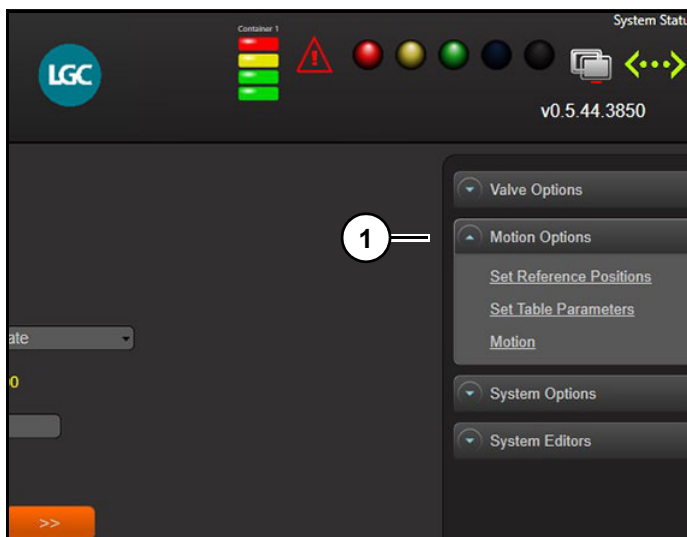 Container 1
System Statu
LGC
v0.5.44.3850
Valve Options
1
Motion Options
Set Reference Positions
Set Table Parameters
Motion
ate
0
System Options
System Editors
>>